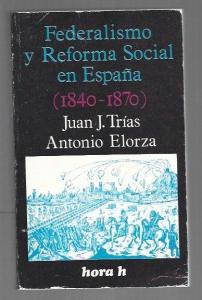 Federalismo
y Reforma Social
en España
(1840-1870)
Juan J. Trías
Antonio Elorza
hora h